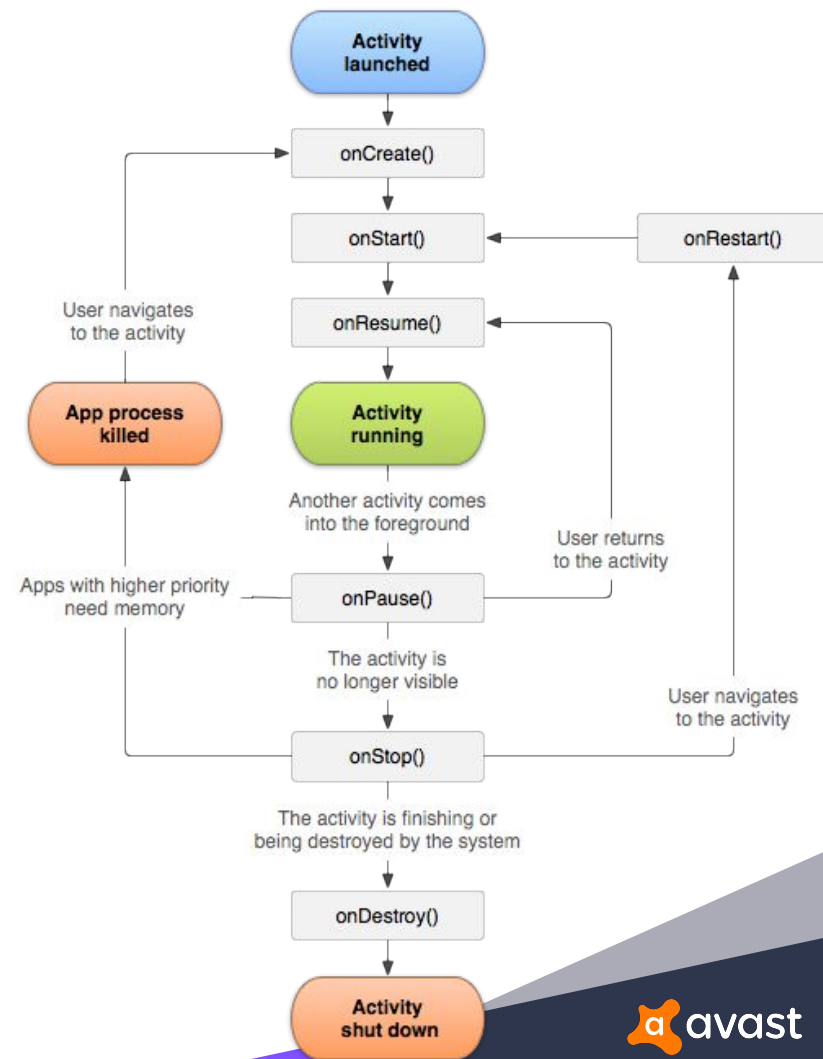 Activity
launched
onCreate()
onStart()
onRestart()
User navigates
to the activity
onResume()
App process
killed
Activity
running
Another activity comes
into the foreground
User returns
to the activity
Apps with higher priority
need memory
onPause()
The activity is
no longer visible
User navigates
to the activity
onStop()
The activity is finishing or
being destroyed by the system
onDestroy()
Activity
shut down
a avast